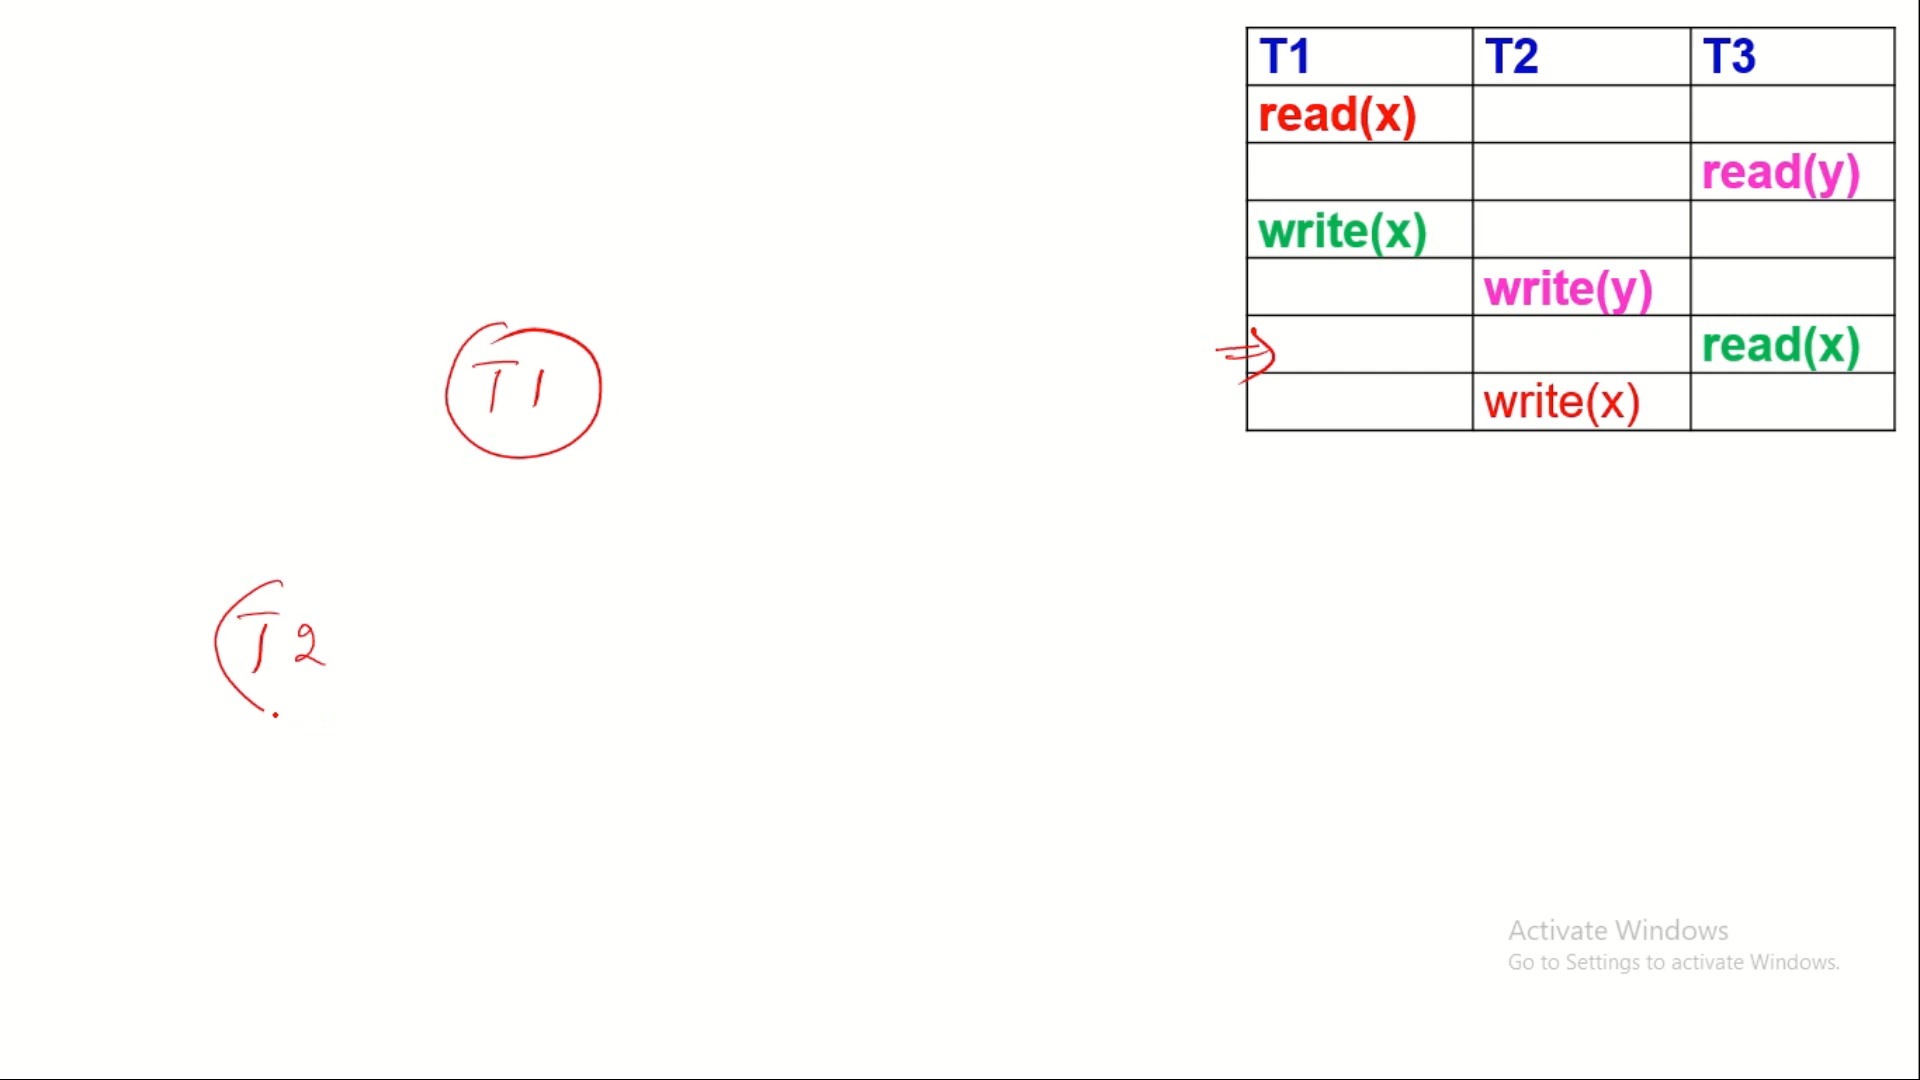 T1 T2 T3
read(x)
read(y)
write(x)
write(y)
read(x)
write(x)
T1
T2
Activate Windows
Go to Settings to activate Windows.